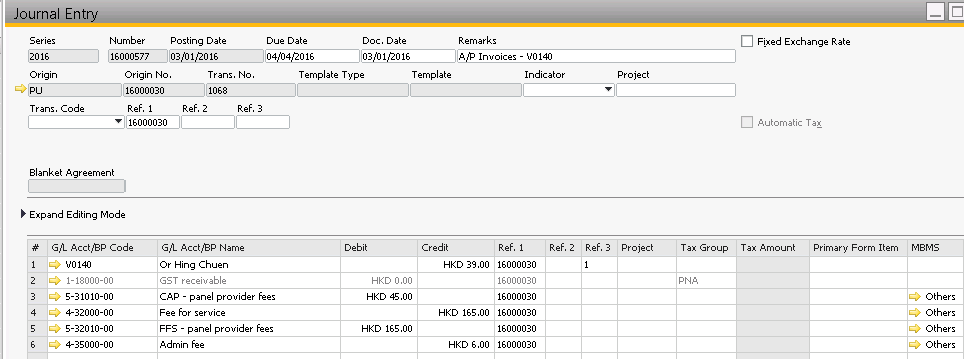 Journal Entry
Series Number Posting Date Due Date Doc. Date Remarks
2016 16000577 03/01/2016 04/04/2016 03/01/2016 A/P Invoices - V0140
Fixed Exchange Rate
Origin Origin No. Trans. No. Template Type Template Indicator Project
PU 16000030 1068
Trans. Code Ref. 1 Ref. 2 Ref. 3
16000030
Automatic Tax
Blanket Agreement
Expand Editing Mode
# G/L Acct/BP Code G/L Acct/BP Name Debit Credit Ref. 1 Ref. 2 Ref. 3 Project Tax Group Tax Amount Primary Form Item MBMS
1 V0140 Or Hing Chuen HKD 39.00 16000030 1
2 1-18000-00 GST receivable HKD 0.00 16000030 PNA
3 5-31010-00 CAP - panel provider fees HKD 45.00 16000030 Others
4 4-32000-00 Fee for service HKD 165.00 16000030 Others
5 5-32010-00 FFS - panel provider fees HKD 165.00 16000030 Others
6 4-35000-00 Admin fee HKD 6.00 16000030 Others